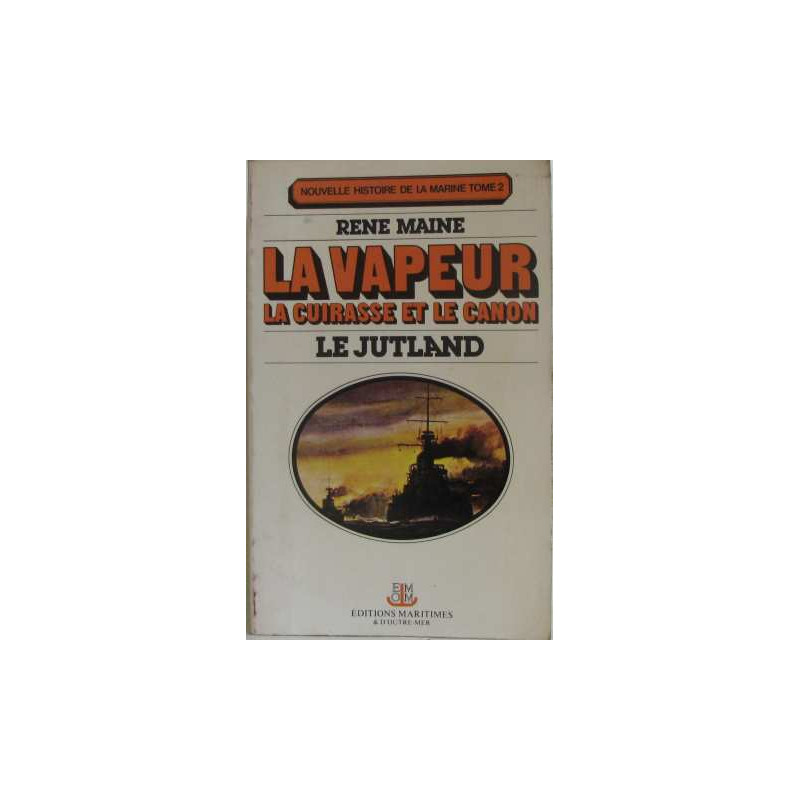 NOUVELLE HISTOIRE DE LA MARINE TOME 2
RENE MAINE
LA VAPEUR
LA CUIRASSE ET LE CANON
LE JUTLAND
EMOM
EDITIONS MARITIMES
& D'OUTRE-MER